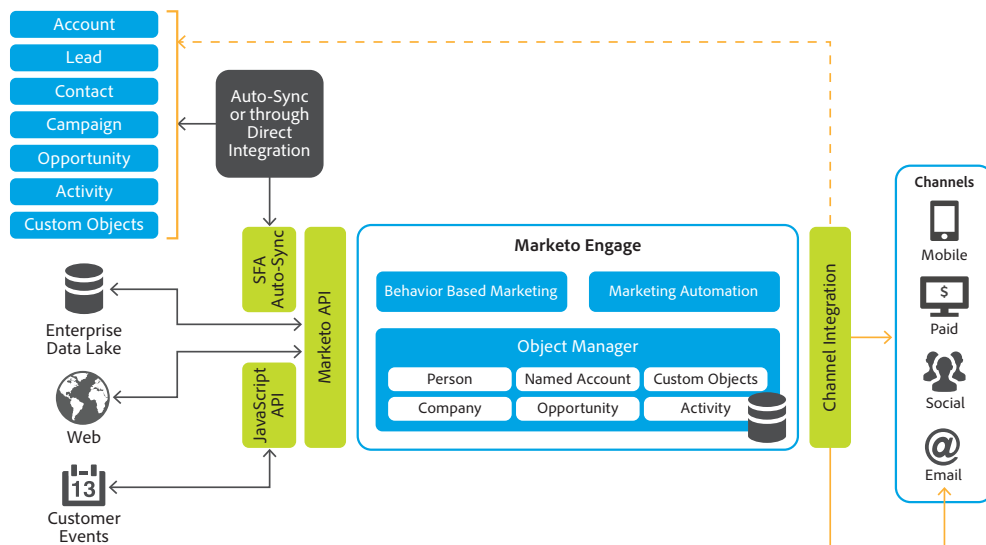 Account
Lead
Contact
Campaign
Opportunity
Activity
Custom Objects
Auto-Sync
or through
Direct
Integration
SFA
Auto-Sync
Marketo API
JavaScript
API
Enterprise
Data Lake
Web
13
Customer
Events
Marketo Engage
Behavior Based Marketing
Marketing Automation
Object Manager
Person
Named Account
Custom Objects
Company
Opportunity
Activity
Channel Integration
Channels
Mobile
$
Paid
Social
@
Email